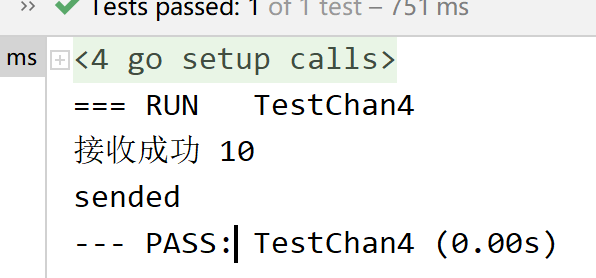 >> ✔ Tests passed: 1 of 1 test – 751 ms
ms
<4 go setup calls>
=== RUN   TestChan4
接收成功 10
sended
--- PASS: TestChan4 (0.00s)